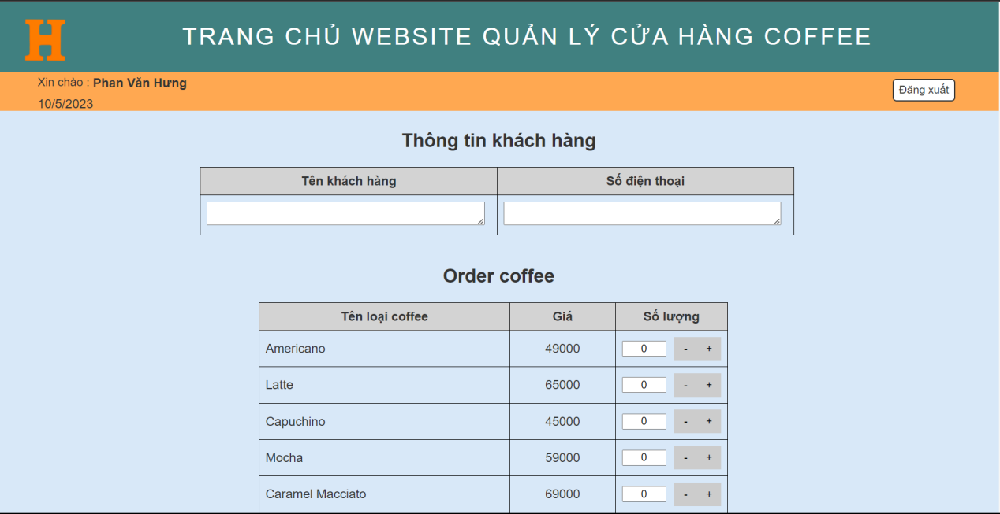 H
TRANG CHỦ WEBSITE QUẢN LÝ CỬA HÀNG COFFEE
Xin chào : Phan Văn Hưng
Đăng xuất
10/5/2023
Thông tin khách hàng
Tên khách hàng Số điện thoại
Order coffee
Tên loại coffee Giá Số lượng
Americano 49000 0 - +
Latte 65000 0 - +
Capuchino 45000 0 - +
Mocha 59000 0 - +
Caramel Macciato 69000 0 - +